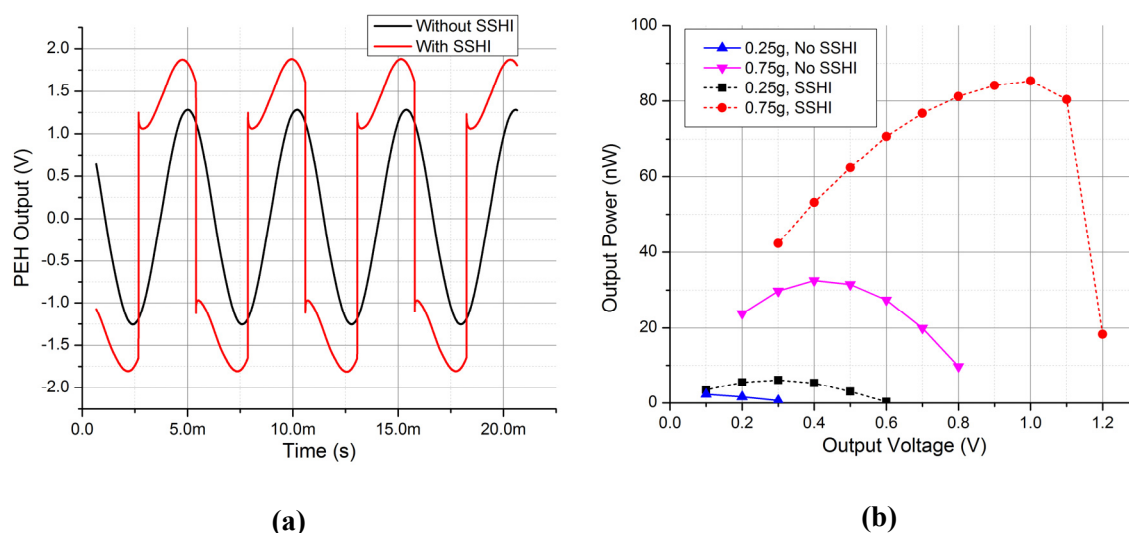 Without SSHI
With SSHI
2.0
1.5
1.0
0.5
0.0
-0.5
-1.0
-1.5
-2.0
PEH Output (V)
0.0 5.0m 10.0m 15.0m 20.0m
Time (s)
(a)
0.25g, No SSHI
0.75g, No SSHI
0.25g, SSHI
0.75g, SSHI
100
80
60
40
20
0
Output Power (nW)
0.0 0.2 0.4 0.6 0.8 1.0 1.2
Output Voltage (V)
(b)